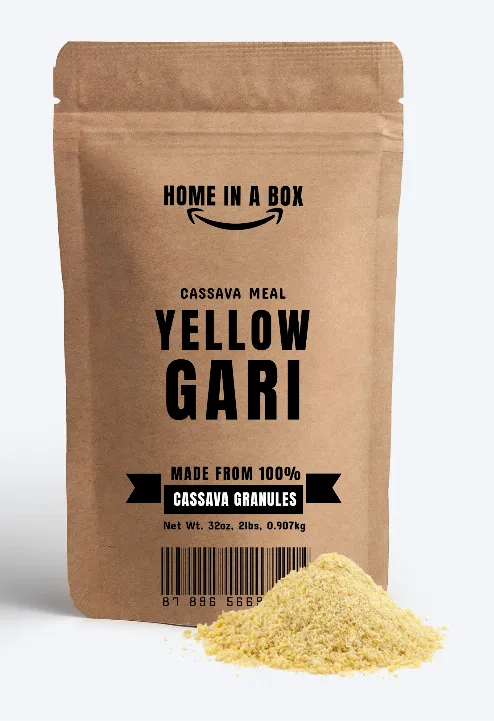 HOME IN A BOX
CASSAVA MEAL
YELLOW
GARI
MADE FROM 100%
CASSAVA GRANULES
Net Wt. 32oz, 2lbs, 0.907kg
87 896 5668